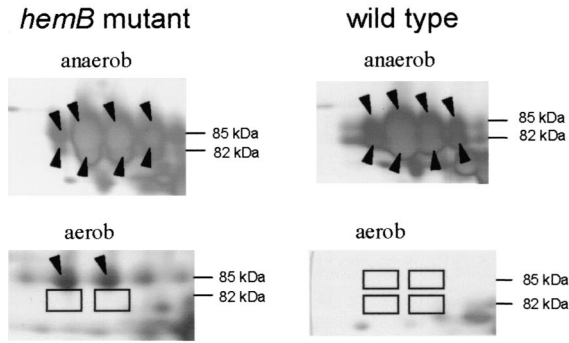 hemB mutant
wild type
anaerob
anaerob
85 kDa
82 kDa
85 kDa
82 kDa
aerob
aerob
85 kDa
82 kDa
85 kDa
82 kDa